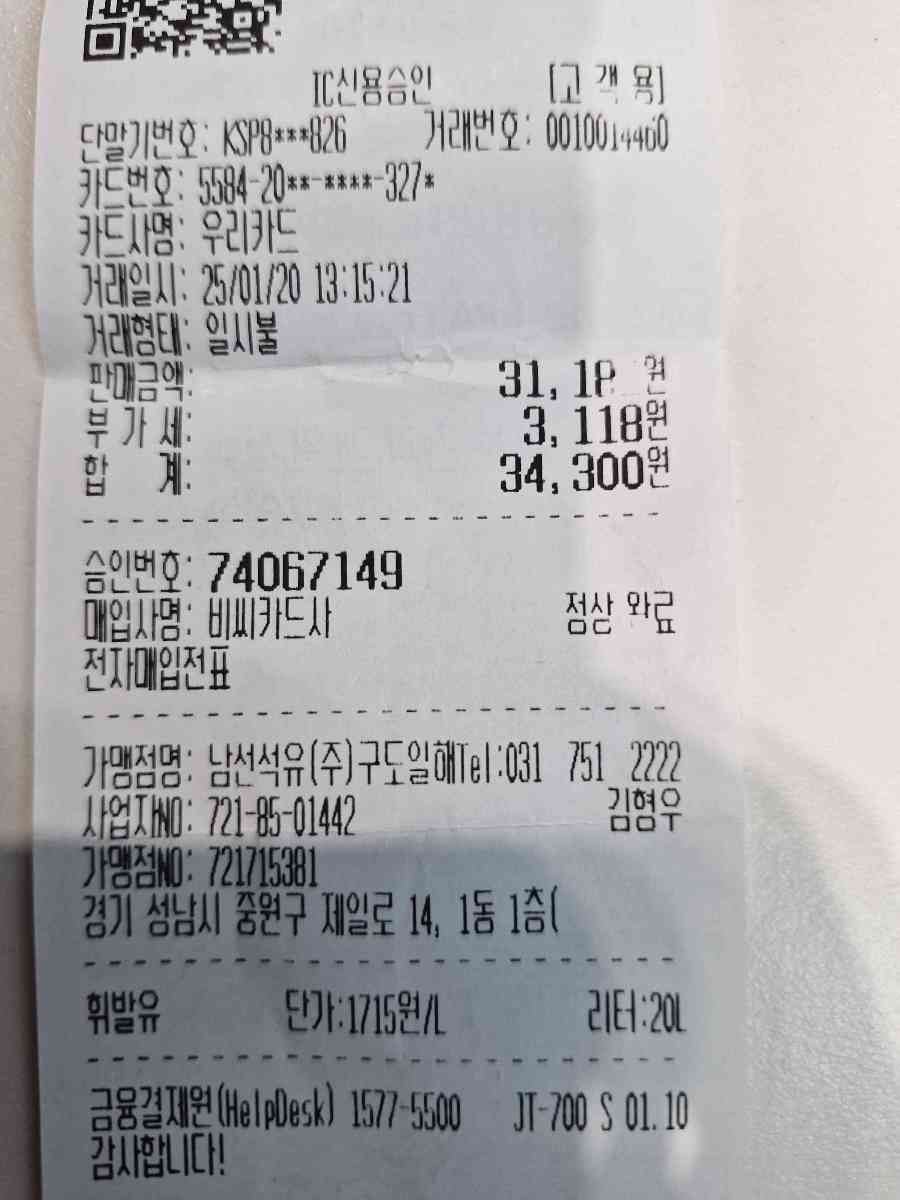 IC신용승인 [고 객 용]
단말기번호: KSP8***826 거래번호: 0010014460
카드번호: 5584-20**-****-327*
카드사명: 우리카드
거래일시: 25/01/20 13:15:21
거래형태: 일시불
판매금액: 원
부 가 세: 3,118원
합 계: 34,300원
승인번호: 74067149
매입사명: 비씨카드사 정상 완료
전자매입전표
가맹점명: 남선석유(주)구도일해Tel:031 751 2222
사업자NO: 721-85-01442 김형우
가맹점NO: 721715381
경기 성남시 중원구 제일로 14, 1동 1층(
휘발유 단가:1715원/L 리터:20L
금융결제원(HelpDesk) 1577-5500 JT-700 S 01.10
감사합니다!